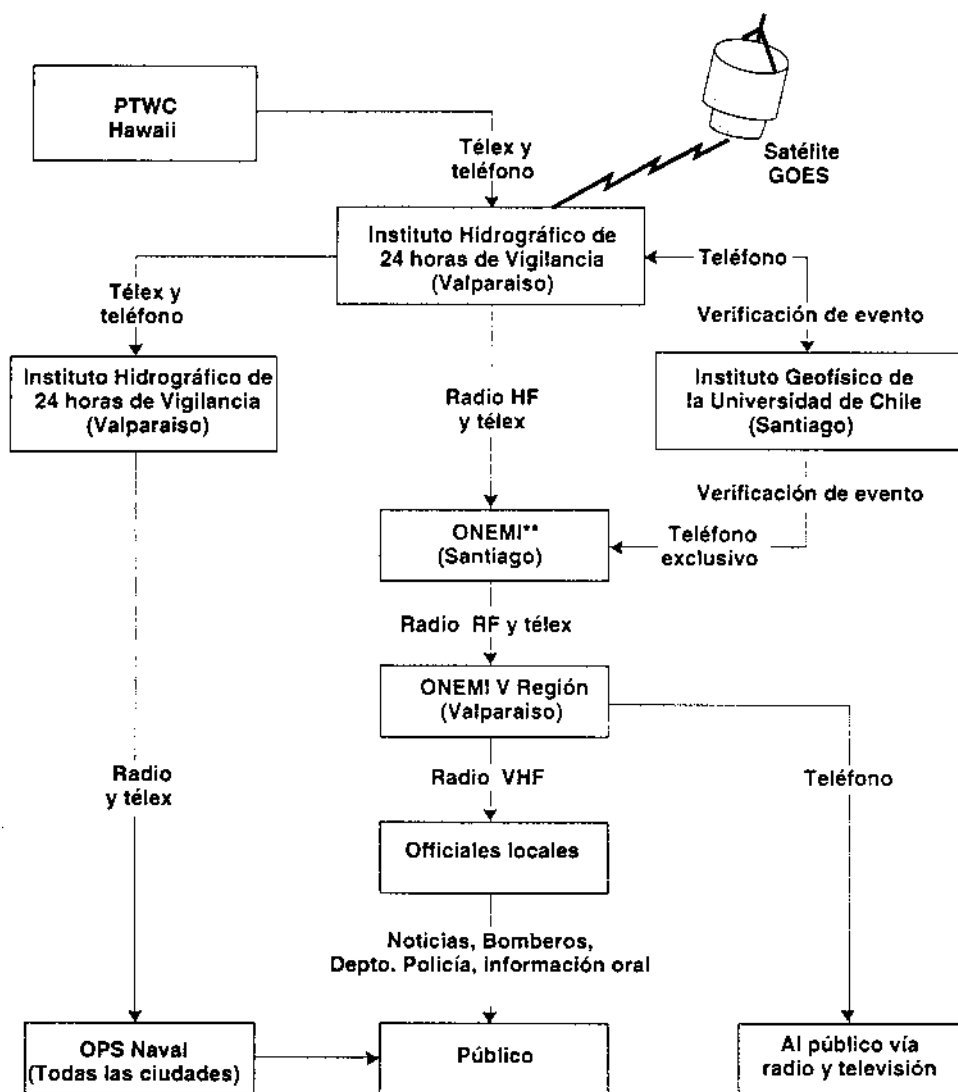 PTWC
Hawaii
Satélite
GOES
Télex y
teléfono
Instituto Hidrográfico de
24 horas de Vigilancia
(Valparaiso)
Teléfono
Télex y
teléfono
Verificación de evento
Instituto Hidrográfico de
24 horas de Vigilancia
(Valparaiso)
Radio HF
y télex
Instituto Geofísico de
la Universidad de Chile
(Santiago)
Verificación de evento
ONEMI**
(Santiago)
Teléfono
exclusivo
Radio RF y télex
ONEMI V Región
(Valparaiso)
Radio
y télex
Radio VHF
Teléfono
Officiales locales
Noticias, Bomberos,
Depto. Policía, información oral
OPS Naval
(Todas las ciudades)
Público
Al público vía
radio y televisión